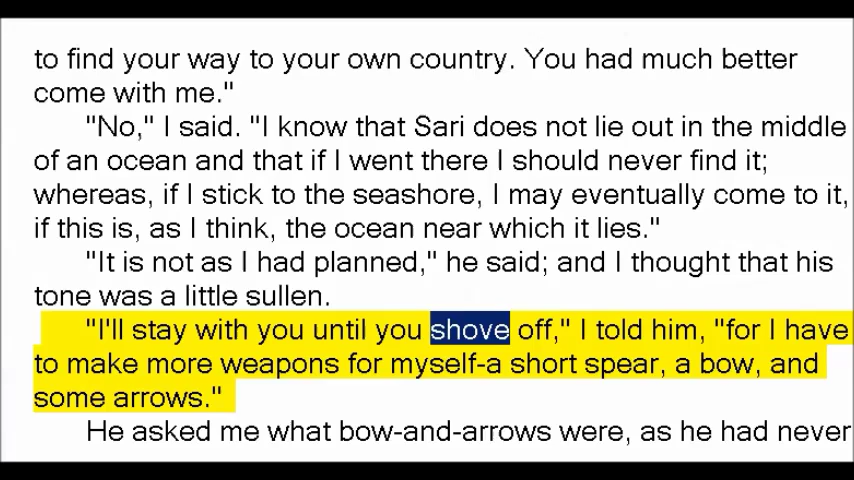 to find your way to your own country. You had much better
come with me."
"No," I said. "I know that Sari does not lie out in the middle
of an ocean and that if I went there I should never find it;
whereas, if I stick to the seashore, I may eventually come to it,
if this is, as I think, the ocean near which it lies."
"It is not as I had planned," he said; and I thought that his
tone was a little sullen.
"I'll stay with you until you shove off," I told him, "for I have
to make more weapons for myself-a short spear, a bow, and
some arrows."
He asked me what bow-and-arrows were, as he had never